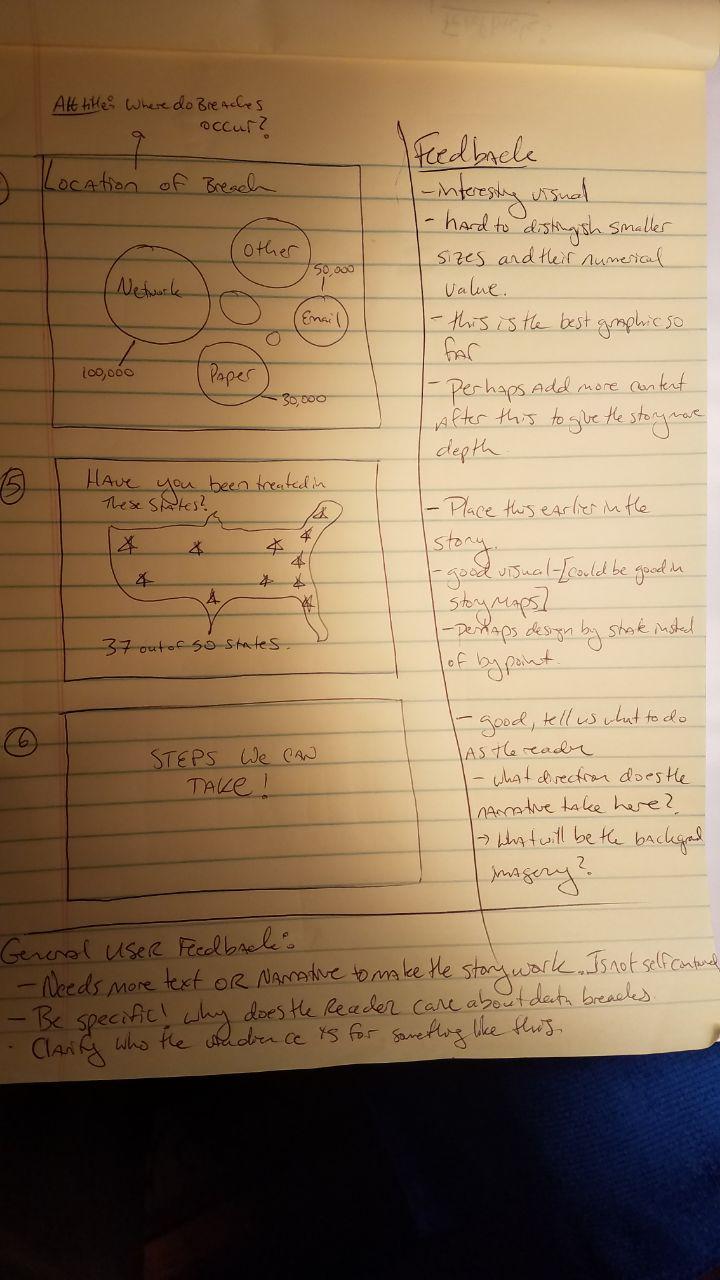 Alt title: Where do Breaches
occur?
Location of Breach
Other
50,000
Network
Email
Paper
100,000
30,000
Feedback
- interesting visual
- hard to distingish smaller
sizes and their numerical
value.
- this is the best graphic so
far
- Perhaps add more content
after this to give the story more
depth.
5
Have you been treated in
these states?
37 out of 50 states.
- Place this earlier in the
story.
- good visual - [could be good in
story maps]
- Perhaps design by state insted
of by point.
6
STEPS We CAN
TAKE!
- good, tell us what to do
as the reader
- what direction does the
narrative take here?
→ What will be the backgroud
imagery?
General User Feedback:
- Needs more text OR Narrative to make the story work. Is not self contained
- Be specific! why does the Reader care about data breaches.
· Clarify who the audience is for something like this.